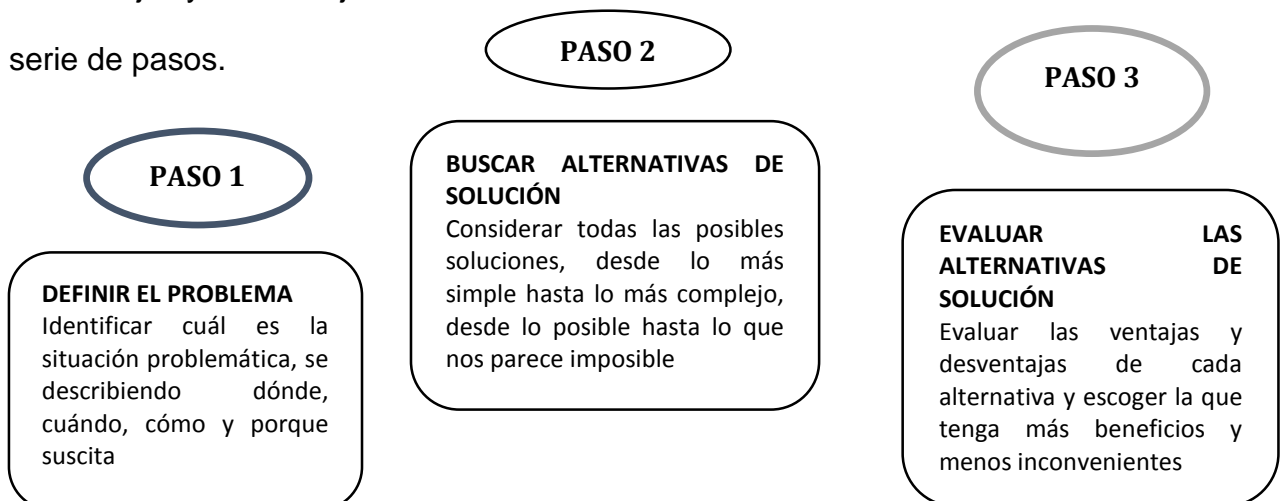 serie de pasos.
PASO 1
DEFINIR EL PROBLEMA
Identificar cuál es la
situación problemática, se
describiendo dónde,
cuándo, cómo y porque
suscita
PASO 2
BUSCAR ALTERNATIVAS DE
SOLUCIÓN
Considerar todas las posibles
soluciones, desde lo más
simple hasta lo más complejo,
desde lo posible hasta lo que
nos parece imposible
PASO 3
EVALUAR LAS
ALTERNATIVAS DE
SOLUCIÓN
Evaluar las ventajas y
desventajas de cada
alternativa y escoger la que
tenga más beneficios y
menos inconvenientes